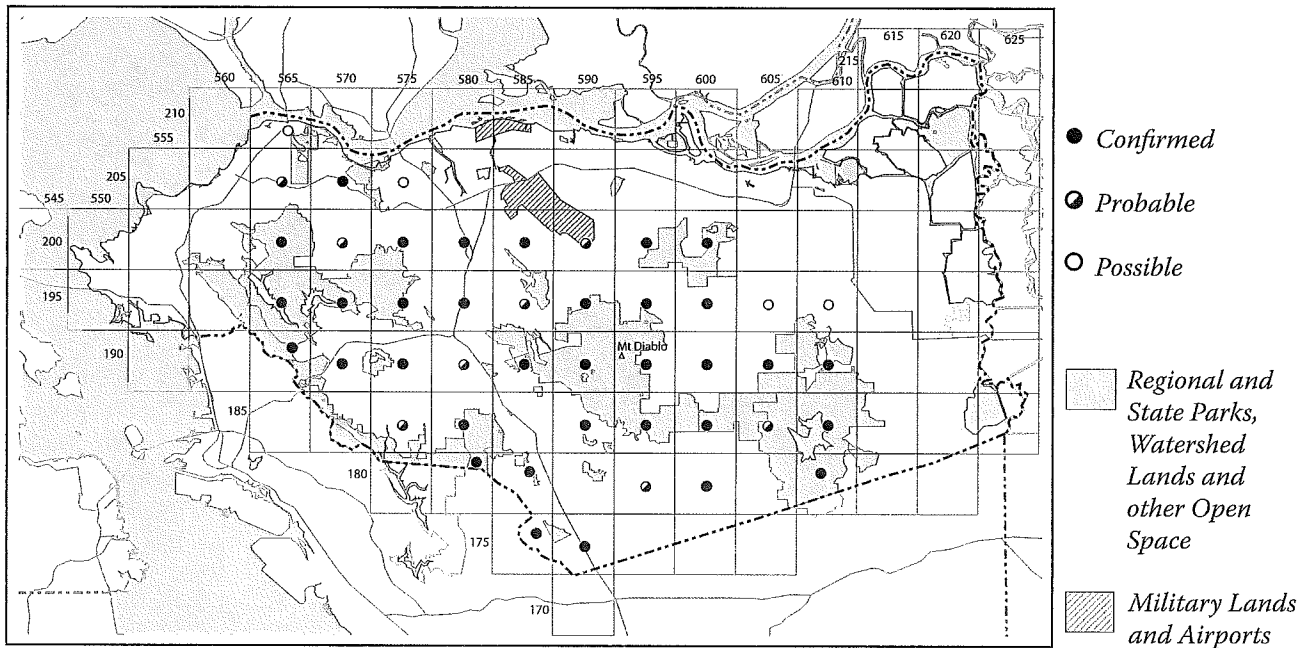 615
620
625
560
565
570
575
580
585
590
595
600
605
215
610
210
555
205
545
550
200
195
Mt Diablo
190
185
180
175
170
Confirmed
Probable
Possible
Regional and
State Parks,
Watershed
Lands and
other Open
Space
Military Lands
and Airports